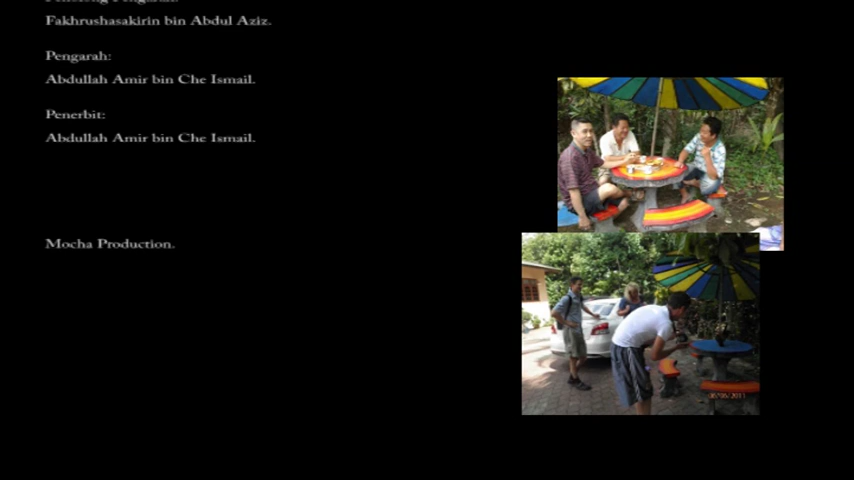 Fakhrushasakirin bin Abdul Aziz.
Pengarah:
Abdullah Amir bin Che Ismail.
Penerbit:
Abdullah Amir bin Che Ismail.
Mocha Production.